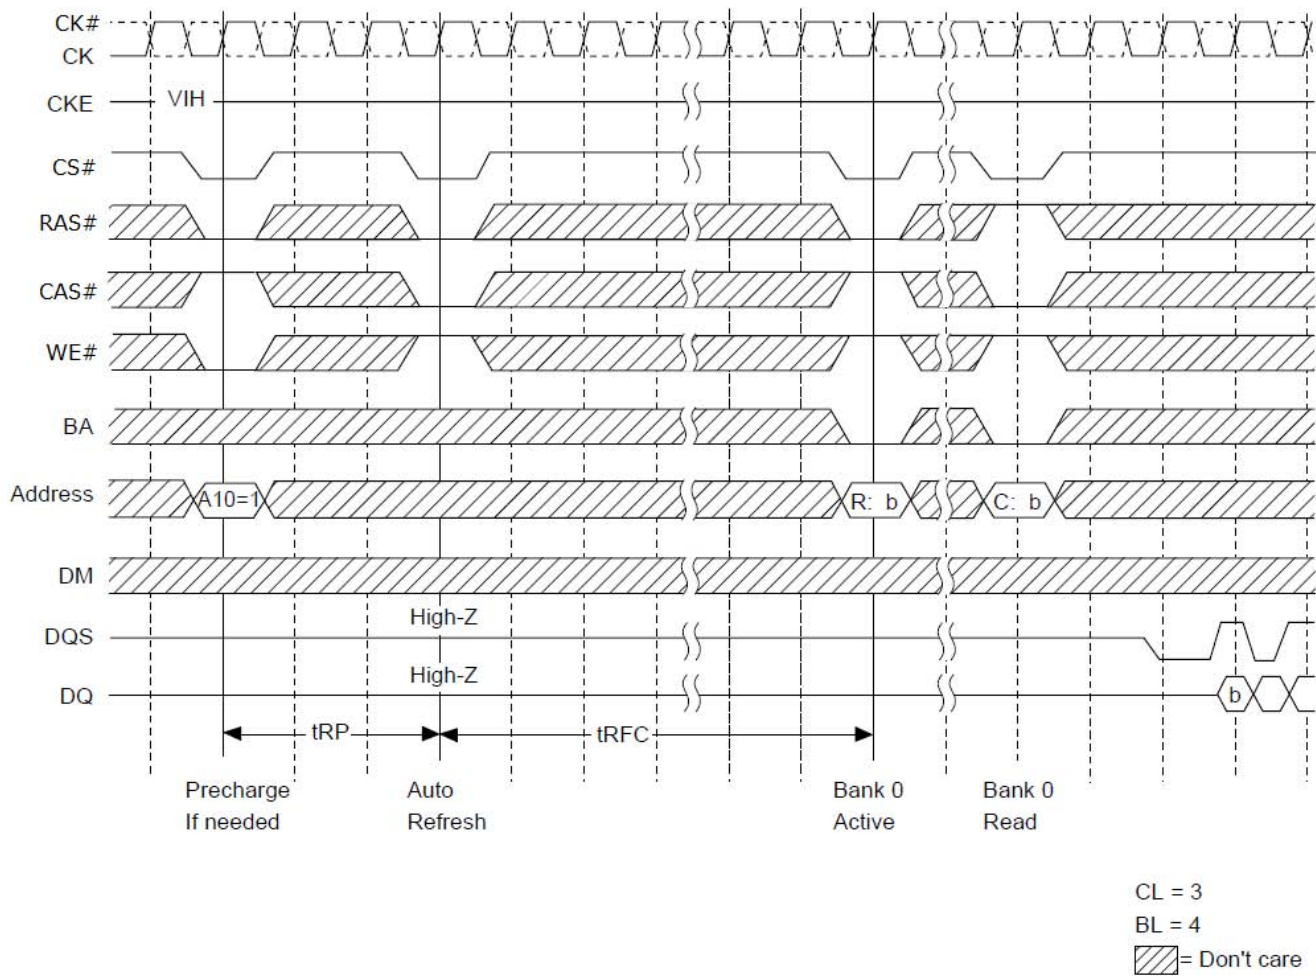 CK#
CK
CKE VIH
CS#
RAS#
CAS#
WE#
BA
Address A10=1 R: b C: b
DM
High-Z
DQS
High-Z
DQ b
tRP tRFC
Precharge Auto Bank 0 Bank 0
If needed Refresh Active Read
CL = 3
BL = 4
= Don't care